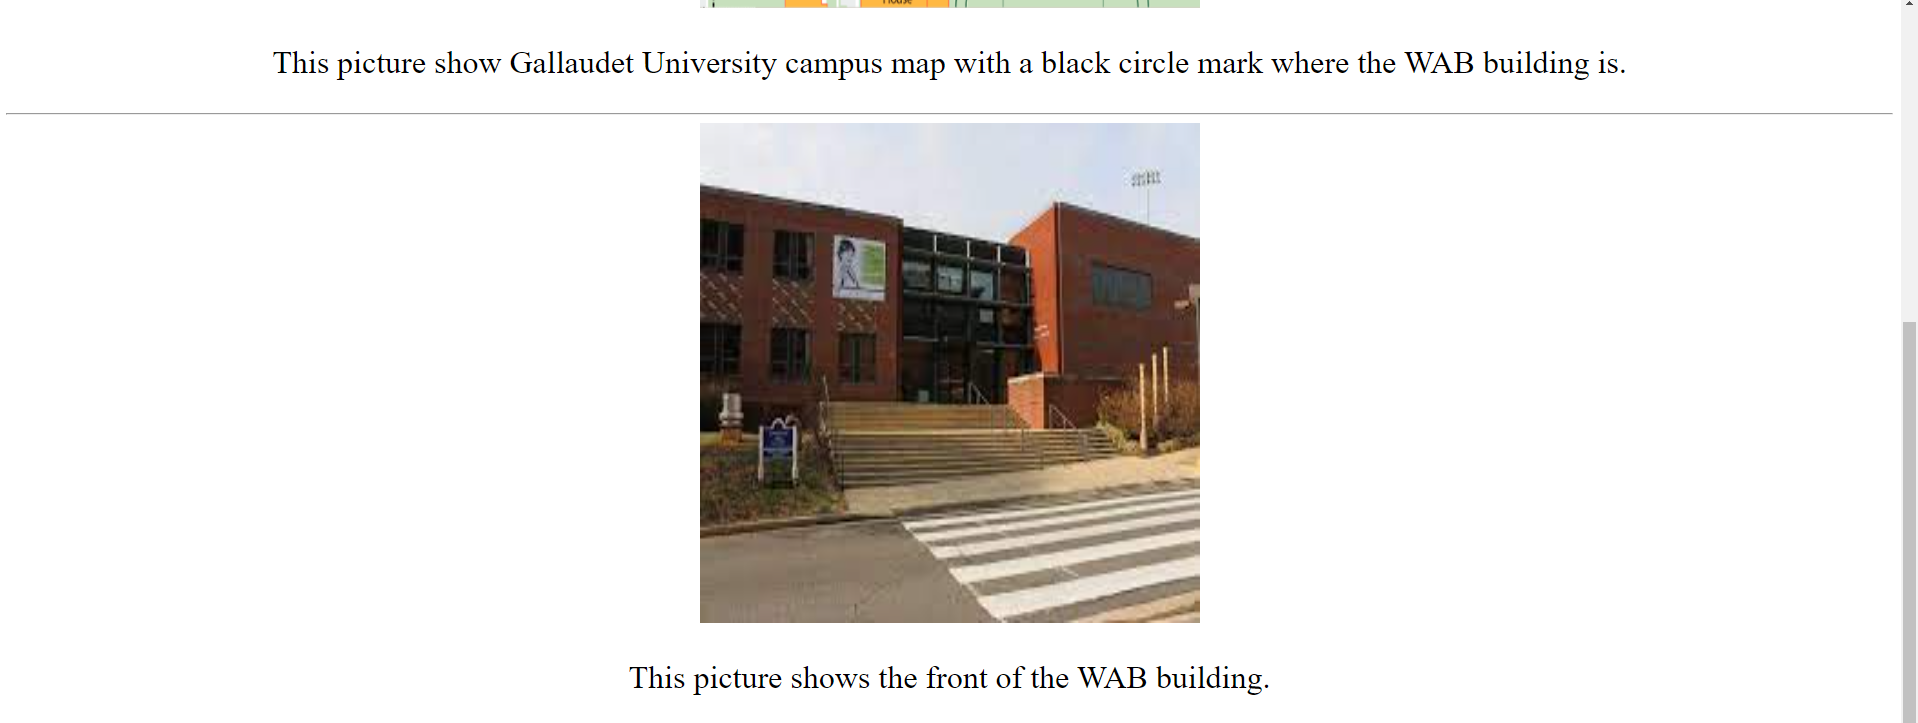 This picture show Gallaudet University campus map with a black circle mark where the WAB building is.
This picture shows the front of the WAB building.